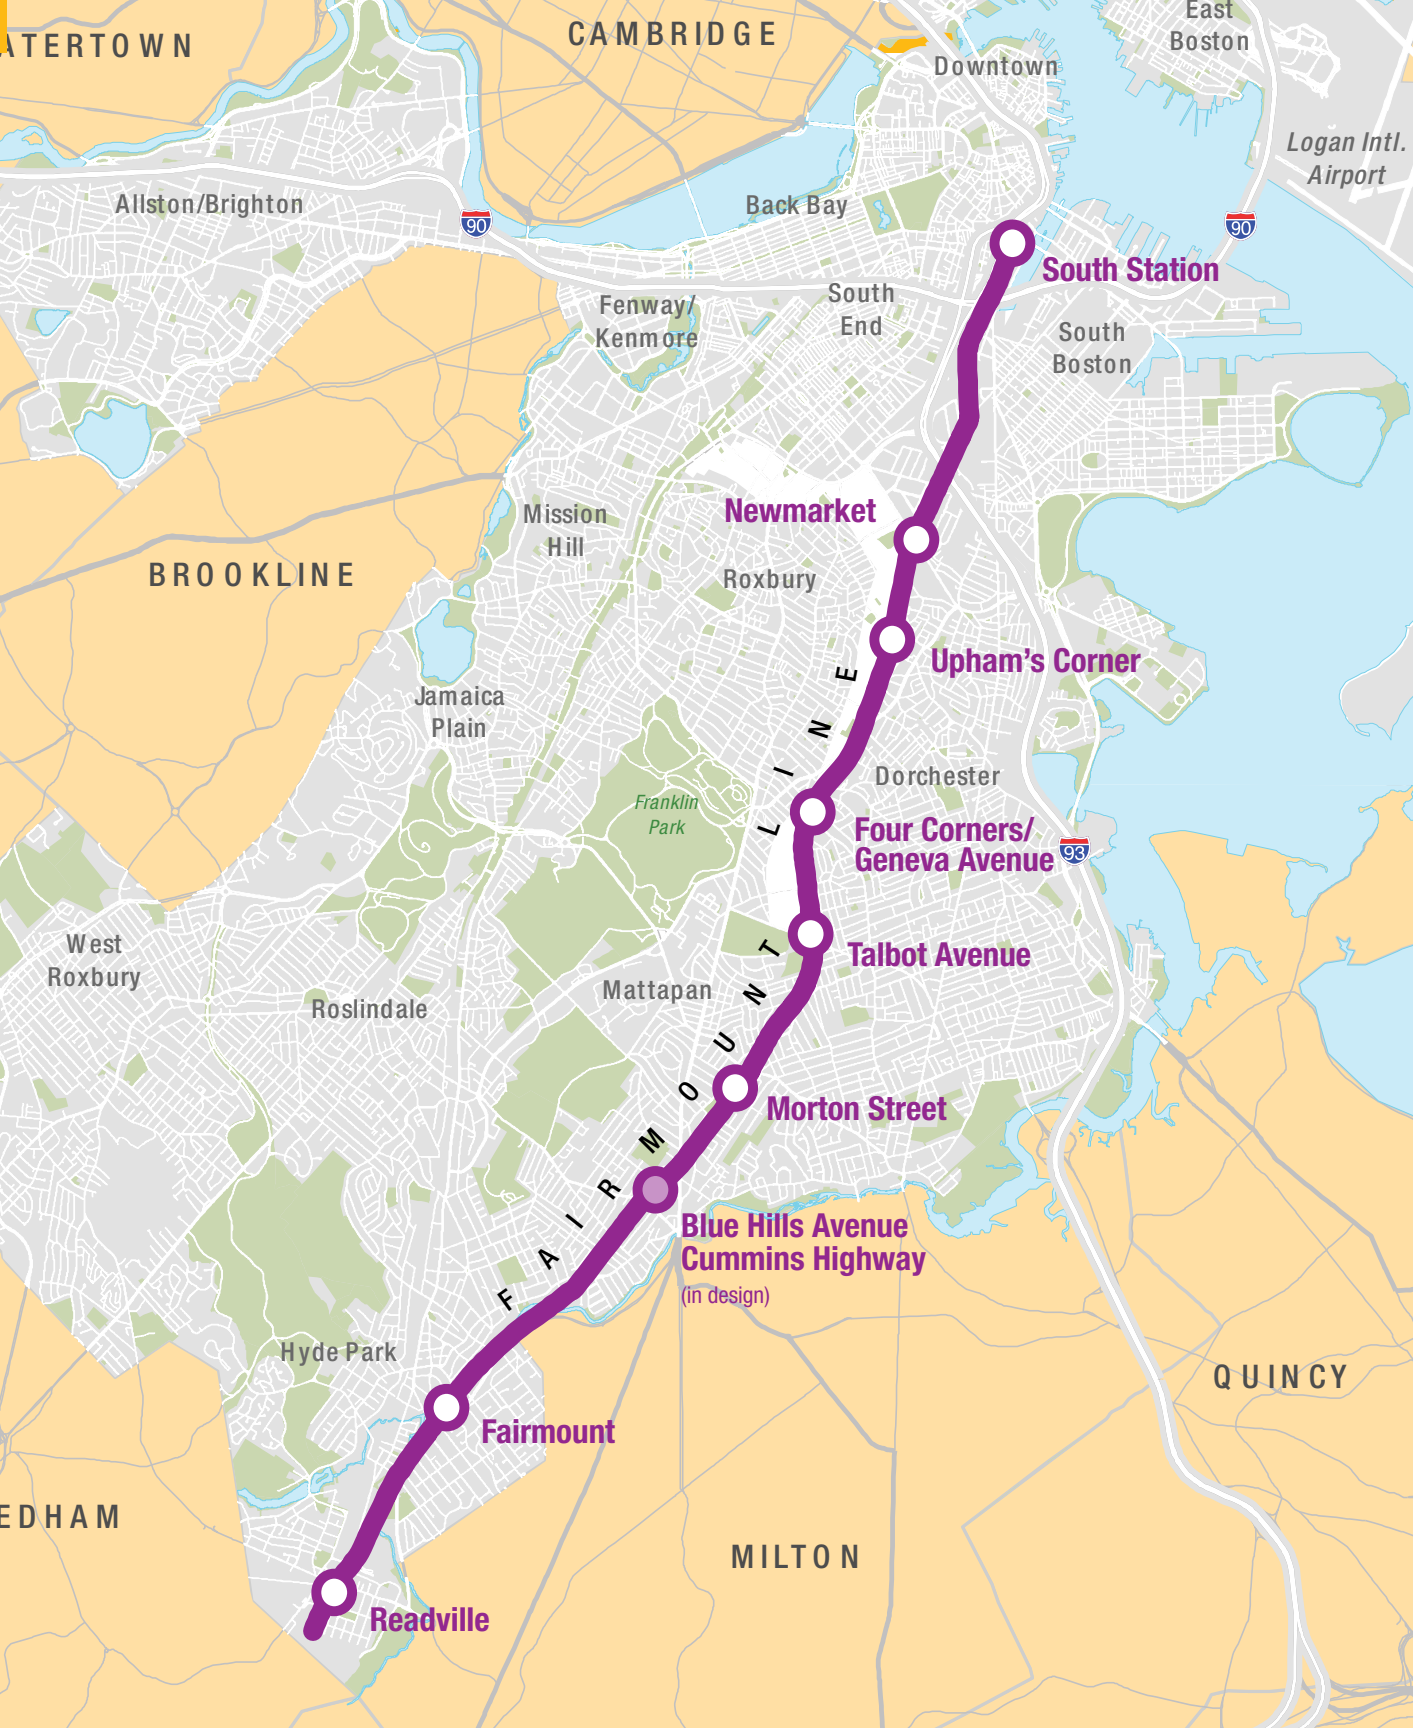 ATERTOWN
CAMBRIDGE
East
Boston
Downtown
Logan Intl.
Airport
Allston/Brighton
90
Back Bay
90
South Station
Fenway/
Kenmore
South
End
South
Boston
Newmarket
Mission
Hill
BROOKLINE
Roxbury
Upham's Corner
Jamaica
Plain
Dorchester
Franklin
Park
Four Corners/
Geneva Avenue
93
West
Roxbury
Talbot Avenue
Mattapan
Roslindale
Morton Street
FAIRMOUNT LINE
Blue Hills Avenue
Cummins Highway
(in design)
Hyde Park
QUINCY
Fairmount
EDHAM
MILTON
Readville